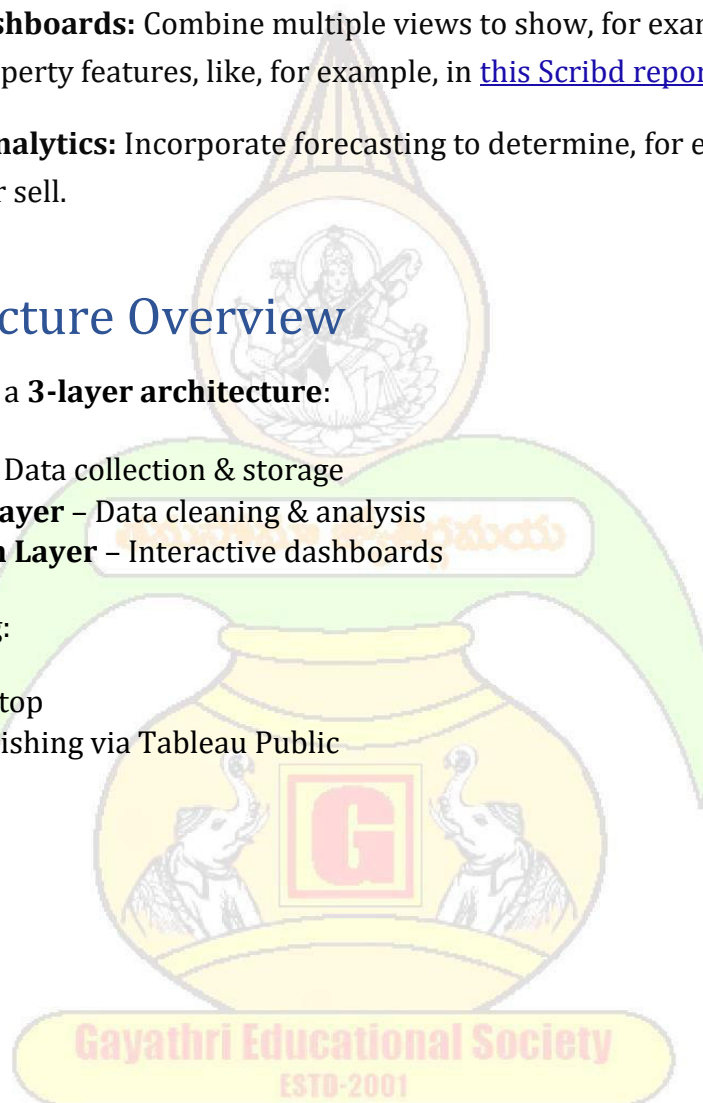 shboards: Combine multiple views to show, for exam
perty features, like, for example, in this Scribd repor
nalytics: Incorporate forecasting to determine, for e
r sell.
cture Overview
a 3-layer architecture:
Data collection & storage
ayer – Data cleaning & analysis
n Layer – Interactive dashboards
g:
top
ishing via Tableau Public
G
Gayathri Educational Society
ESTD-2001